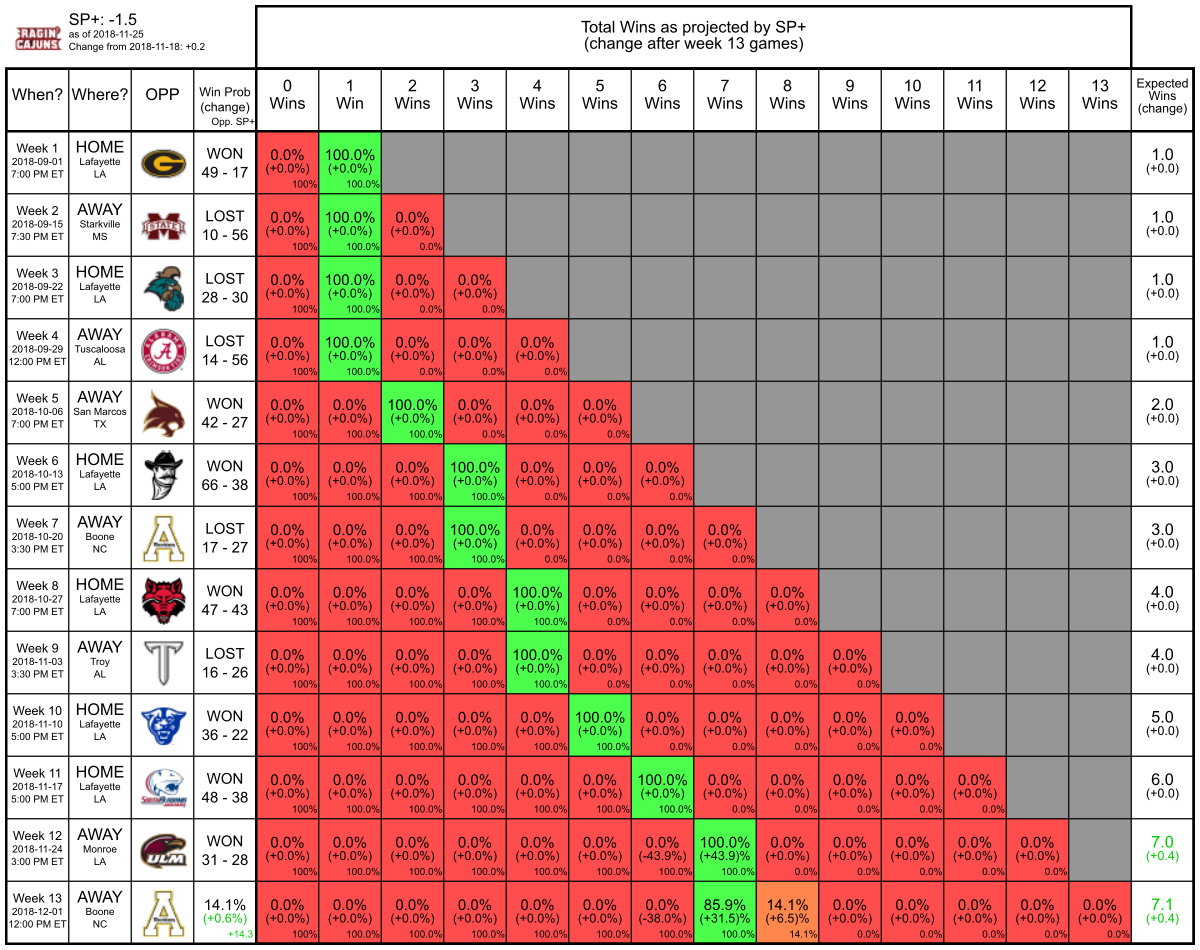 RAGIN' CAJUNS
SP+: -1.5
as of 2018-11-25
Change from 2018-11-18: +0.2
Total Wins as projected by SP+
(change after week 13 games)
When? Where? OPP Win Prob (change) Opp. SP+ 0 Wins 1 Win 2 Wins 3 Wins 4 Wins 5 Wins 6 Wins 7 Wins 8 Wins 9 Wins 10 Wins 11 Wins 12 Wins 13 Wins Expected Wins (change)
Week 1 HOME G WON 0.0% 100.0% 1.0
2018-09-01 Lafayette 49 - 17 (+0.0%) (+0.0%) (+0.0)
7:00 PM ET LA 100% 100.0%
Week 2 AWAY STATE LOST 0.0% 100.0% 0.0% 1.0
2018-09-15 Starkville 10 - 56 (+0.0%) (+0.0%) (+0.0%) (+0.0)
7:30 PM ET MS 100% 100.0% 0.0%
Week 3 HOME LOST 0.0% 100.0% 0.0% 0.0% 1.0
2018-09-22 Lafayette 28 - 30 (+0.0%) (+0.0%) (+0.0%) (+0.0%) (+0.0)
7:00 PM ET LA 100% 100.0% 0.0% 0.0%
Week 4 AWAY ALABAMA A LOST 0.0% 100.0% 0.0% 0.0% 0.0% 1.0
2018-09-29 Tuscaloosa 14 - 56 (+0.0%) (+0.0%) (+0.0%) (+0.0%) (+0.0%) (+0.0)
12:00 PM ET AL 100% 100.0% 0.0% 0.0% 0.0%
Week 5 AWAY WON 0.0% 0.0% 100.0% 0.0% 0.0% 0.0% 2.0
2018-10-06 San Marcos 42 - 27 (+0.0%) (+0.0%) (+0.0%) (+0.0%) (+0.0%) (+0.0%) (+0.0)
7:00 PM ET TX 100% 100.0% 100.0% 0.0% 0.0% 0.0%
Week 6 HOME WON 0.0% 0.0% 0.0% 100.0% 0.0% 0.0% 0.0% 3.0
2018-10-13 Lafayette 66 - 38 (+0.0%) (+0.0%) (+0.0%) (+0.0%) (+0.0%) (+0.0%) (+0.0%) (+0.0)
5:00 PM ET LA 100% 100.0% 100.0% 100.0% 0.0% 0.0% 0.0%
Week 7 AWAY A LOST 0.0% 0.0% 0.0% 100.0% 0.0% 0.0% 0.0% 0.0% 3.0
2018-10-20 Boone 17 - 27 (+0.0%) (+0.0%) (+0.0%) (+0.0%) (+0.0%) (+0.0%) (+0.0%) (+0.0%) (+0.0)
3:30 PM ET NC 100% 100.0% 100.0% 100.0% 0.0% 0.0% 0.0% 0.0%
Week 8 HOME WON 0.0% 0.0% 0.0% 0.0% 100.0% 0.0% 0.0% 0.0% 0.0% 4.0
2018-10-27 Lafayette 47 - 43 (+0.0%) (+0.0%) (+0.0%) (+0.0%) (+0.0%) (+0.0%) (+0.0%) (+0.0%) (+0.0%) (+0.0)
7:00 PM ET LA 100% 100.0% 100.0% 100.0% 100.0% 0.0% 0.0% 0.0% 0.0%
Week 9 AWAY T LOST 0.0% 0.0% 0.0% 0.0% 100.0% 0.0% 0.0% 0.0% 0.0% 0.0% 4.0
2018-11-03 Troy 16 - 26 (+0.0%) (+0.0%) (+0.0%) (+0.0%) (+0.0%) (+0.0%) (+0.0%) (+0.0%) (+0.0%) (+0.0%) (+0.0)
3:30 PM ET AL 100% 100.0% 100.0% 100.0% 100.0% 0.0% 0.0% 0.0% 0.0% 0.0%
Week 10 HOME WON 0.0% 0.0% 0.0% 0.0% 0.0% 100.0% 0.0% 0.0% 0.0% 0.0% 0.0% 5.0
2018-11-10 Lafayette 36 - 22 (+0.0%) (+0.0%) (+0.0%) (+0.0%) (+0.0%) (+0.0%) (+0.0%) (+0.0%) (+0.0%) (+0.0%) (+0.0%) (+0.0)
5:00 PM ET LA 100% 100.0% 100.0% 100.0% 100.0% 100.0% 0.0% 0.0% 0.0% 0.0% 0.0%
Week 11 HOME SOUTH ALABAMA WON 0.0% 0.0% 0.0% 0.0% 0.0% 0.0% 100.0% 0.0% 0.0% 0.0% 0.0% 0.0% 6.0
2018-11-17 Lafayette 48 - 38 (+0.0%) (+0.0%) (+0.0%) (+0.0%) (+0.0%) (+0.0%) (+0.0%) (+0.0%) (+0.0%) (+0.0%) (+0.0%) (+0.0%) (+0.0)
5:00 PM ET LA 100% 100.0% 100.0% 100.0% 100.0% 100.0% 100.0% 0.0% 0.0% 0.0% 0.0% 0.0%
Week 12 AWAY ULM WON 0.0% 0.0% 0.0% 0.0% 0.0% 0.0% 0.0% 100.0% 0.0% 0.0% 0.0% 0.0% 0.0% 7.0
2018-11-24 Monroe 31 - 28 (+0.0%) (+0.0%) (+0.0%) (+0.0%) (+0.0%) (+0.0%) (-43.9%) (+43.9)% (+0.0%) (+0.0%) (+0.0%) (+0.0%) (+0.0%) (+0.4)
3:00 PM ET LA 100% 100.0% 100.0% 100.0% 100.0% 100.0% 100.0% 100.0% 0.0% 0.0% 0.0% 0.0% 0.0%
Week 13 AWAY A 14.1% 0.0% 0.0% 0.0% 0.0% 0.0% 0.0% 0.0% 85.9% 14.1% 0.0% 0.0% 0.0% 0.0% 0.0% 7.1
2018-12-01 Boone (+0.6%) (+0.0%) (+0.0%) (+0.0%) (+0.0%) (+0.0%) (+0.0%) (-38.0%) (+31.5)% (+6.5)% (+0.0%) (+0.0%) (+0.0%) (+0.0%) (+0.0%) (+0.4)
12:00 PM ET NC +14.3 100% 100.0% 100.0% 100.0% 100.0% 100.0% 100.0% 100.0% 14.1% 0.0% 0.0% 0.0% 0.0% 0.0%